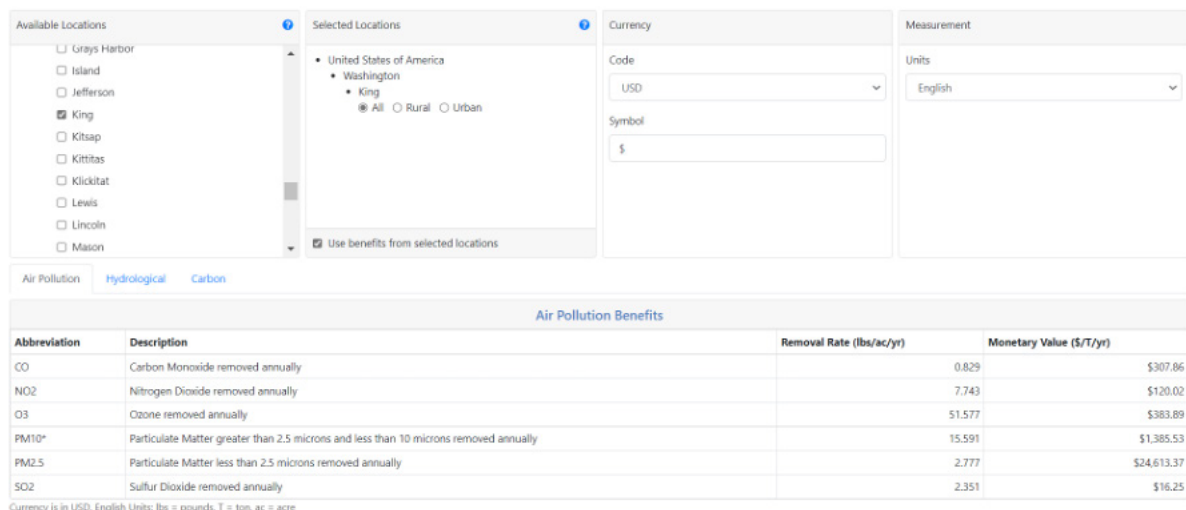 Available Locations
Grays Harbor
Island
Jefferson
King
Kitsap
Kittitas
Klickitat
Lewis
Lincoln
Mason
Selected Locations
United States of America
Washington
King
All Rural Urban
Use benefits from selected locations
Currency
Code
USD
Symbol
$
Measurement
Units
English
Air Pollution Hydrological Carbon
Air Pollution Benefits
Abbreviation Description Removal Rate (lbs/ac/yr) Monetary Value ($/T/yr)
CO Carbon Monoxide removed annually 0.829 $307.86
NO2 Nitrogen Dioxide removed annually 7.743 $120.02
O3 Ozone removed annually 51.577 $383.89
PM10* Particulate Matter greater than 2.5 microns and less than 10 microns removed annually 15.591 $1,385.53
PM2.5 Particulate Matter less than 2.5 microns removed annually 2.777 $24,613.37
SO2 Sulfur Dioxide removed annually 2.351 $16.25
Currency is in USD. English Units: lbs = pounds, T = ton, ac = acre